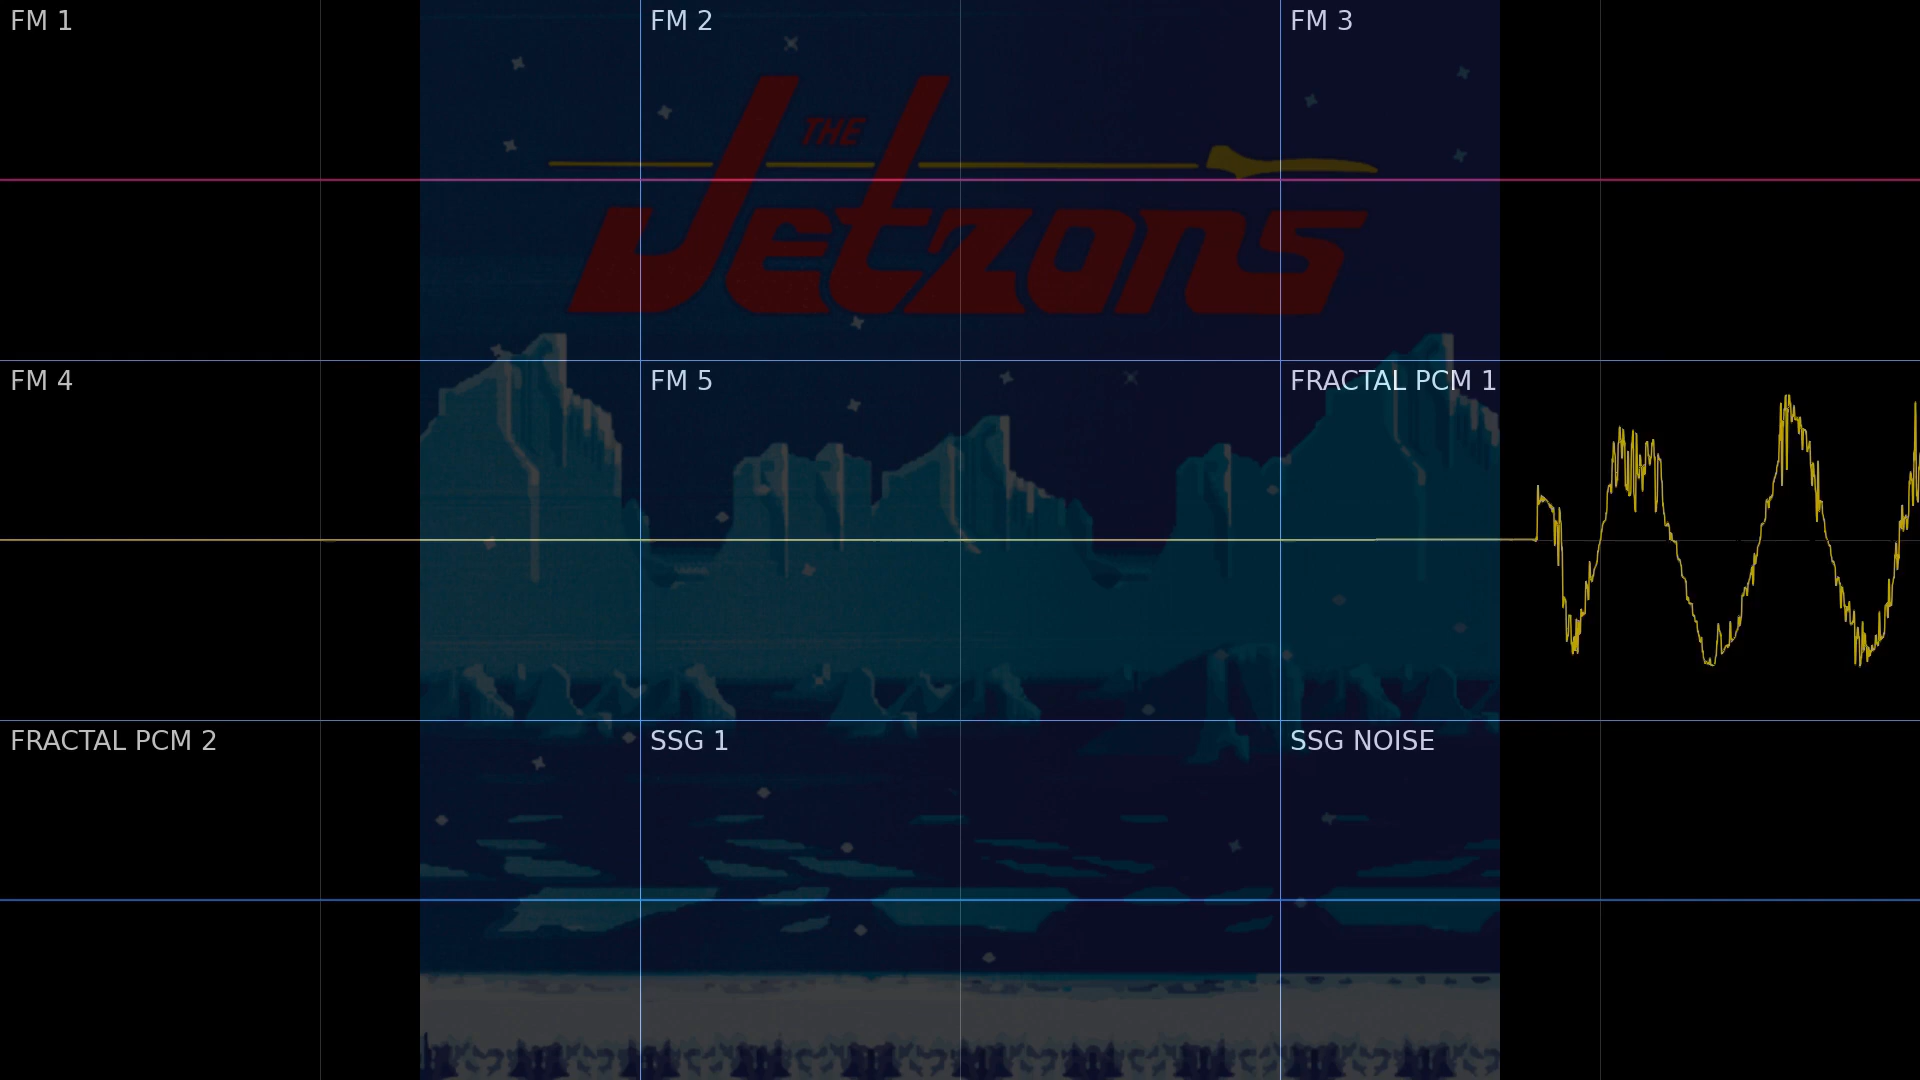 FM 1
FM 2
FM 3
THE
Jetzons
FM 4
FM 5
FRACTAL PCM 1
FRACTAL PCM 2
SSG 1
SSG NOISE